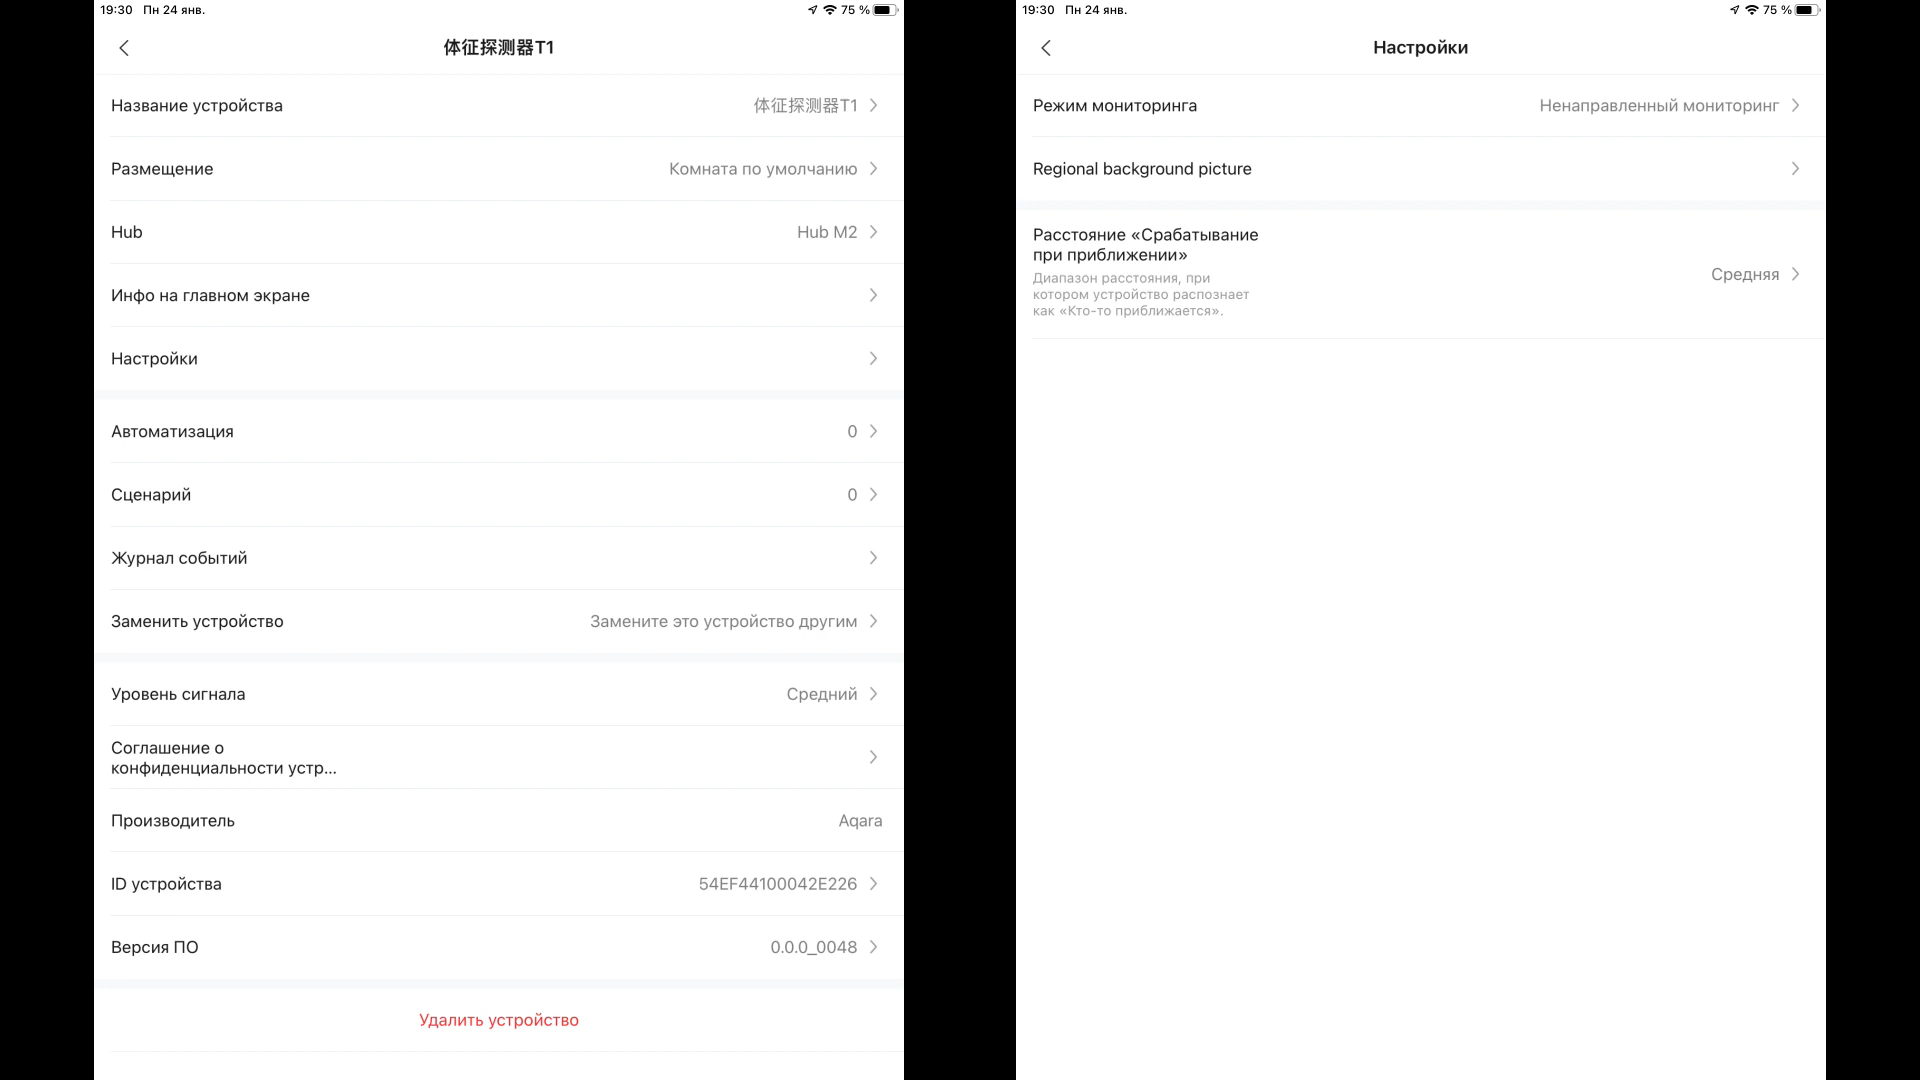 19:30 Пн 24 янв.
75 %
体征探测器T1
Название устройства
体征探测器T1
Размещение
Комната по умолчанию
Hub
Hub M2
Инфо на главном экране
Настройки
Автоматизация
0
Сценарий
0
Журнал событий
Заменить устройство
Замените это устройство другим
Уровень сигнала
Средний
Соглашение о
конфиденциальности устр...
Производитель
Aqara
ID устройства
54EF44100042E226
Версия ПО
0.0.0_0048
Удалить устройство
19:30 Пн 24 янв.
75 %
Настройки
Режим мониторинга
Ненаправленный мониторинг
Regional background picture
Расстояние «Срабатывание
при приближении»
Диапазон расстояния, при
котором устройство распознает
как «Кто-то приближается».
Средняя